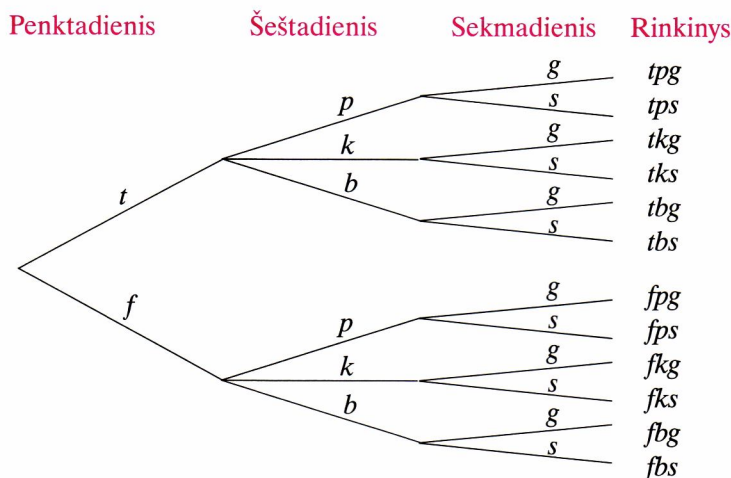 Penktadienis Šeštadienis Sekmadienis Rinkinys
g tpg
p s tps
k g tkg
s tks
t b g tbg
s tbs
f g fpg
p s fps
k g fkg
s fks
b g fbg
s fbs